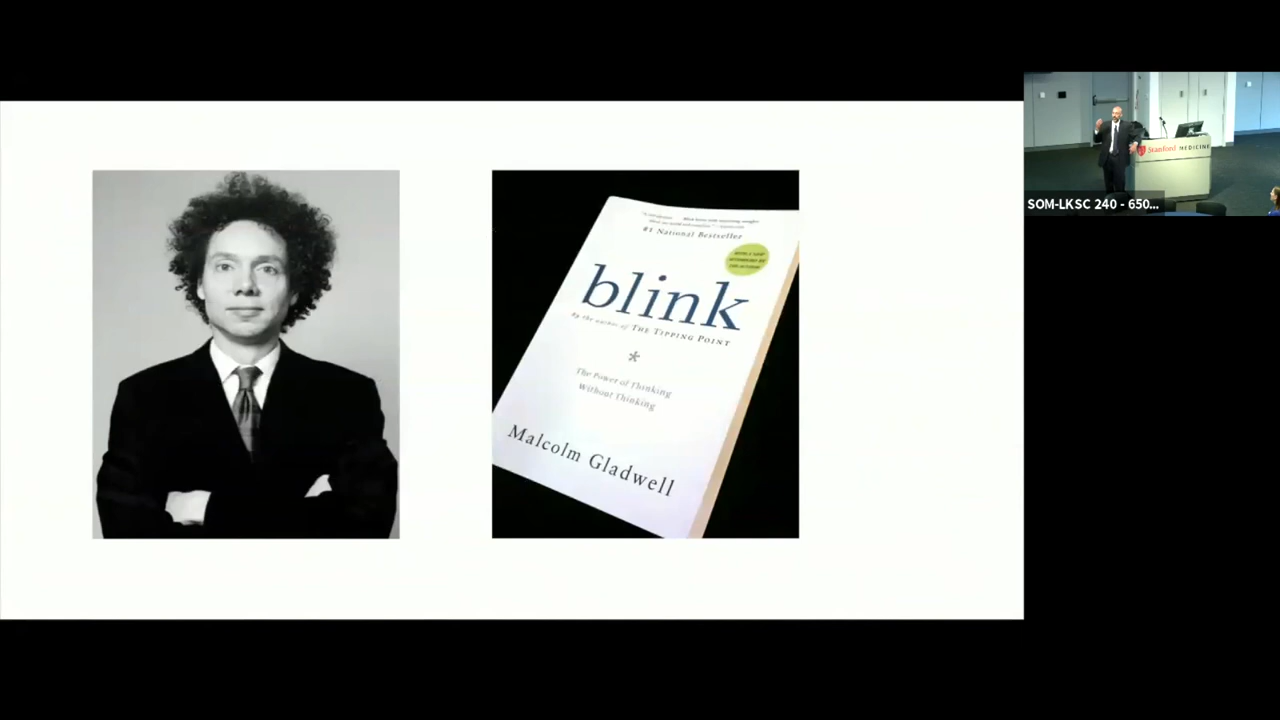 #1 National Bestseller
blink
By the author of THE TIPPING POINT
*
The Power of Thinking
Without Thinking
Malcolm Gladwell
Stanford MEDICINE
SOM-LKSC 240 - 650...